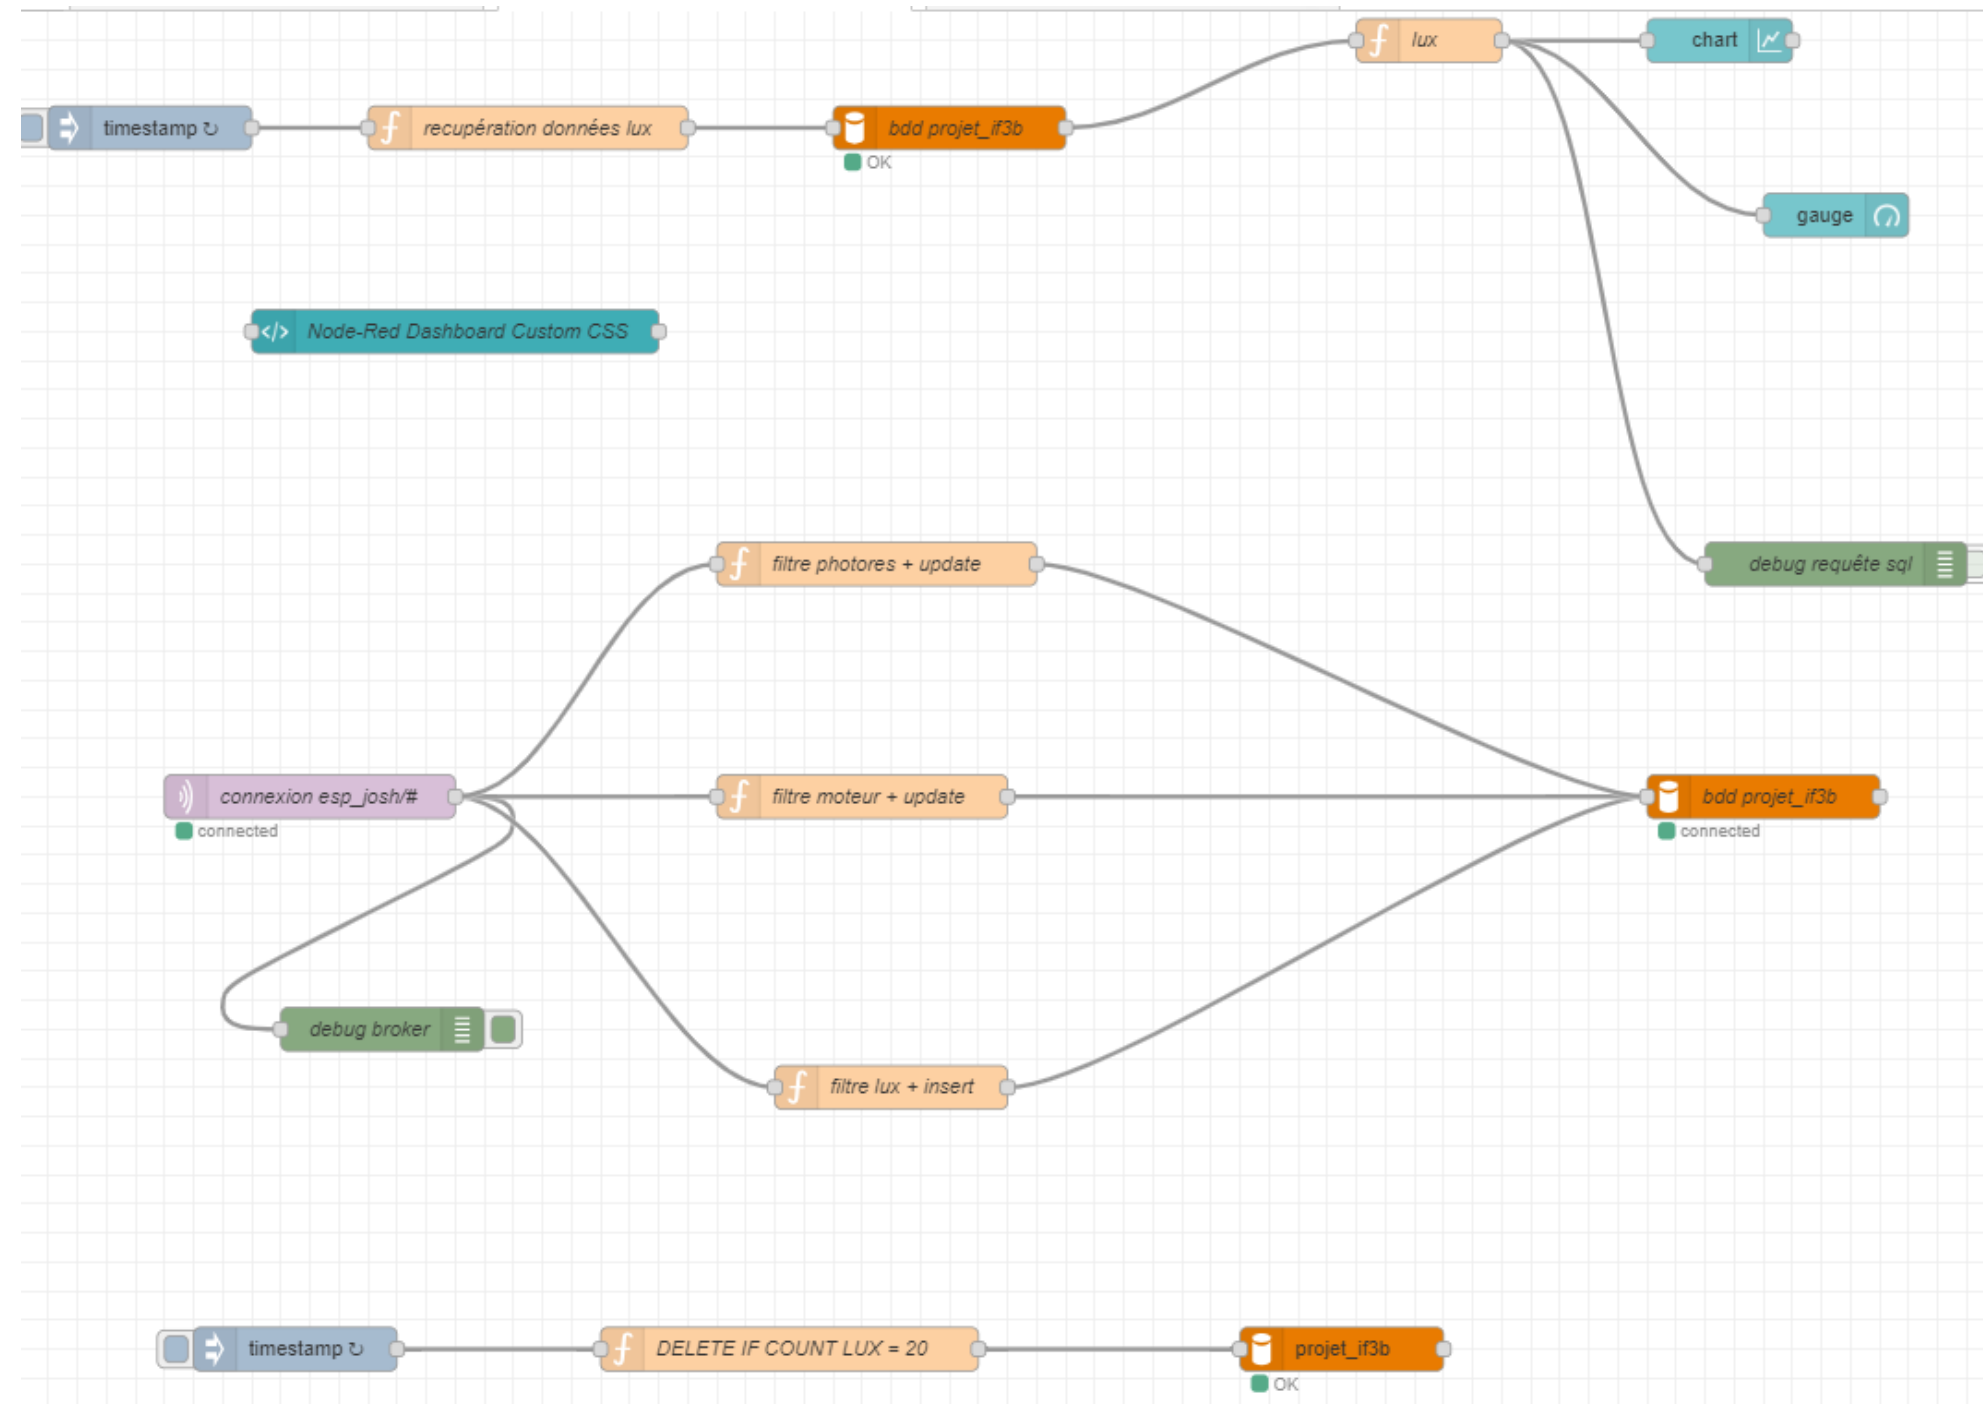 lux
chart
timestamp ↻
recupération données lux
bdd projet_if3b
OK
gauge
Node-Red Dashboard Custom CSS
filtre photores + update
debug requête sql
connexion esp_josh/#
connected
filtre moteur + update
bdd projet_if3b
connected
debug broker
filtre lux + insert
timestamp ↻
DELETE IF COUNT LUX = 20
projet_if3b
OK